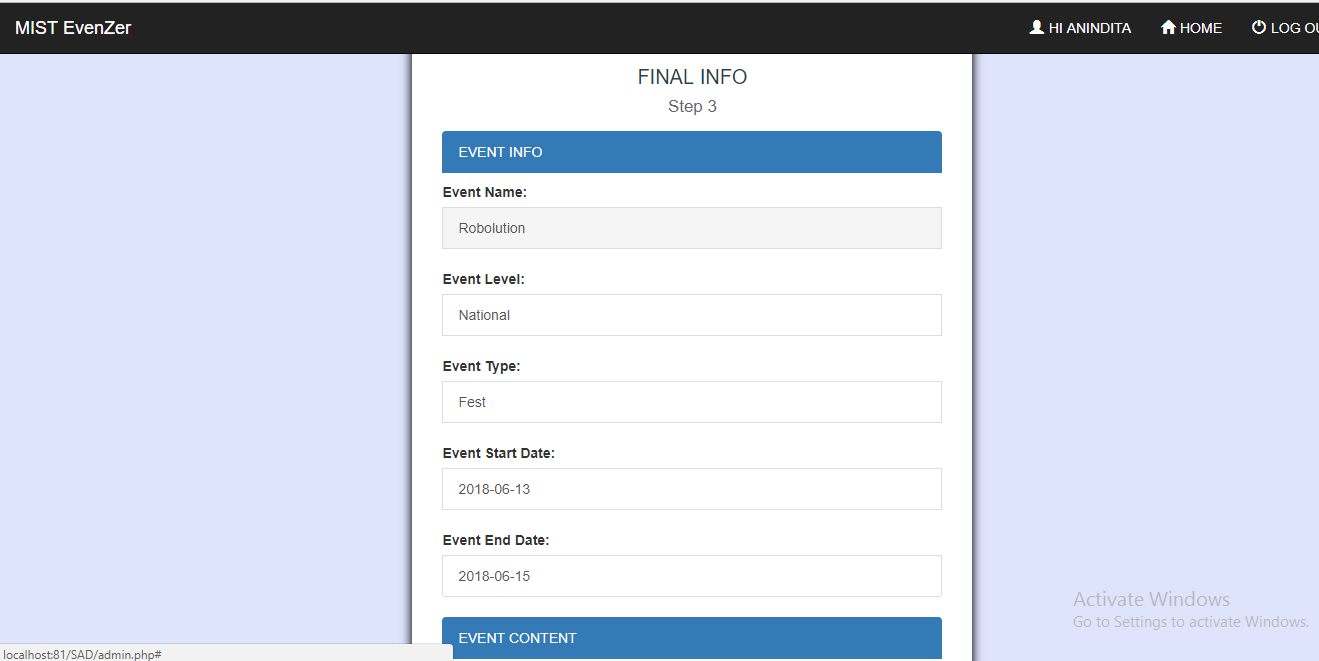 MIST EvenZer
HI ANINDITA HOME LOG OU
FINAL INFO
Step 3
EVENT INFO
Event Name:
Robolution
Event Level:
National
Event Type:
Fest
Event Start Date:
2018-06-13
Event End Date:
2018-06-15
EVENT CONTENT
Activate Windows
Go to Settings to activate Windows.
localhost:81/SAD/admin.php#